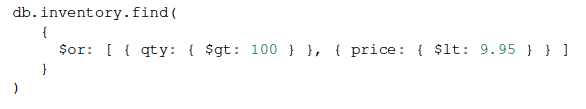 db.inventory.find(
{
$or: [ { qty: { $gt: 100 } }, { price: { $lt: 9.95 } } ]
}
)